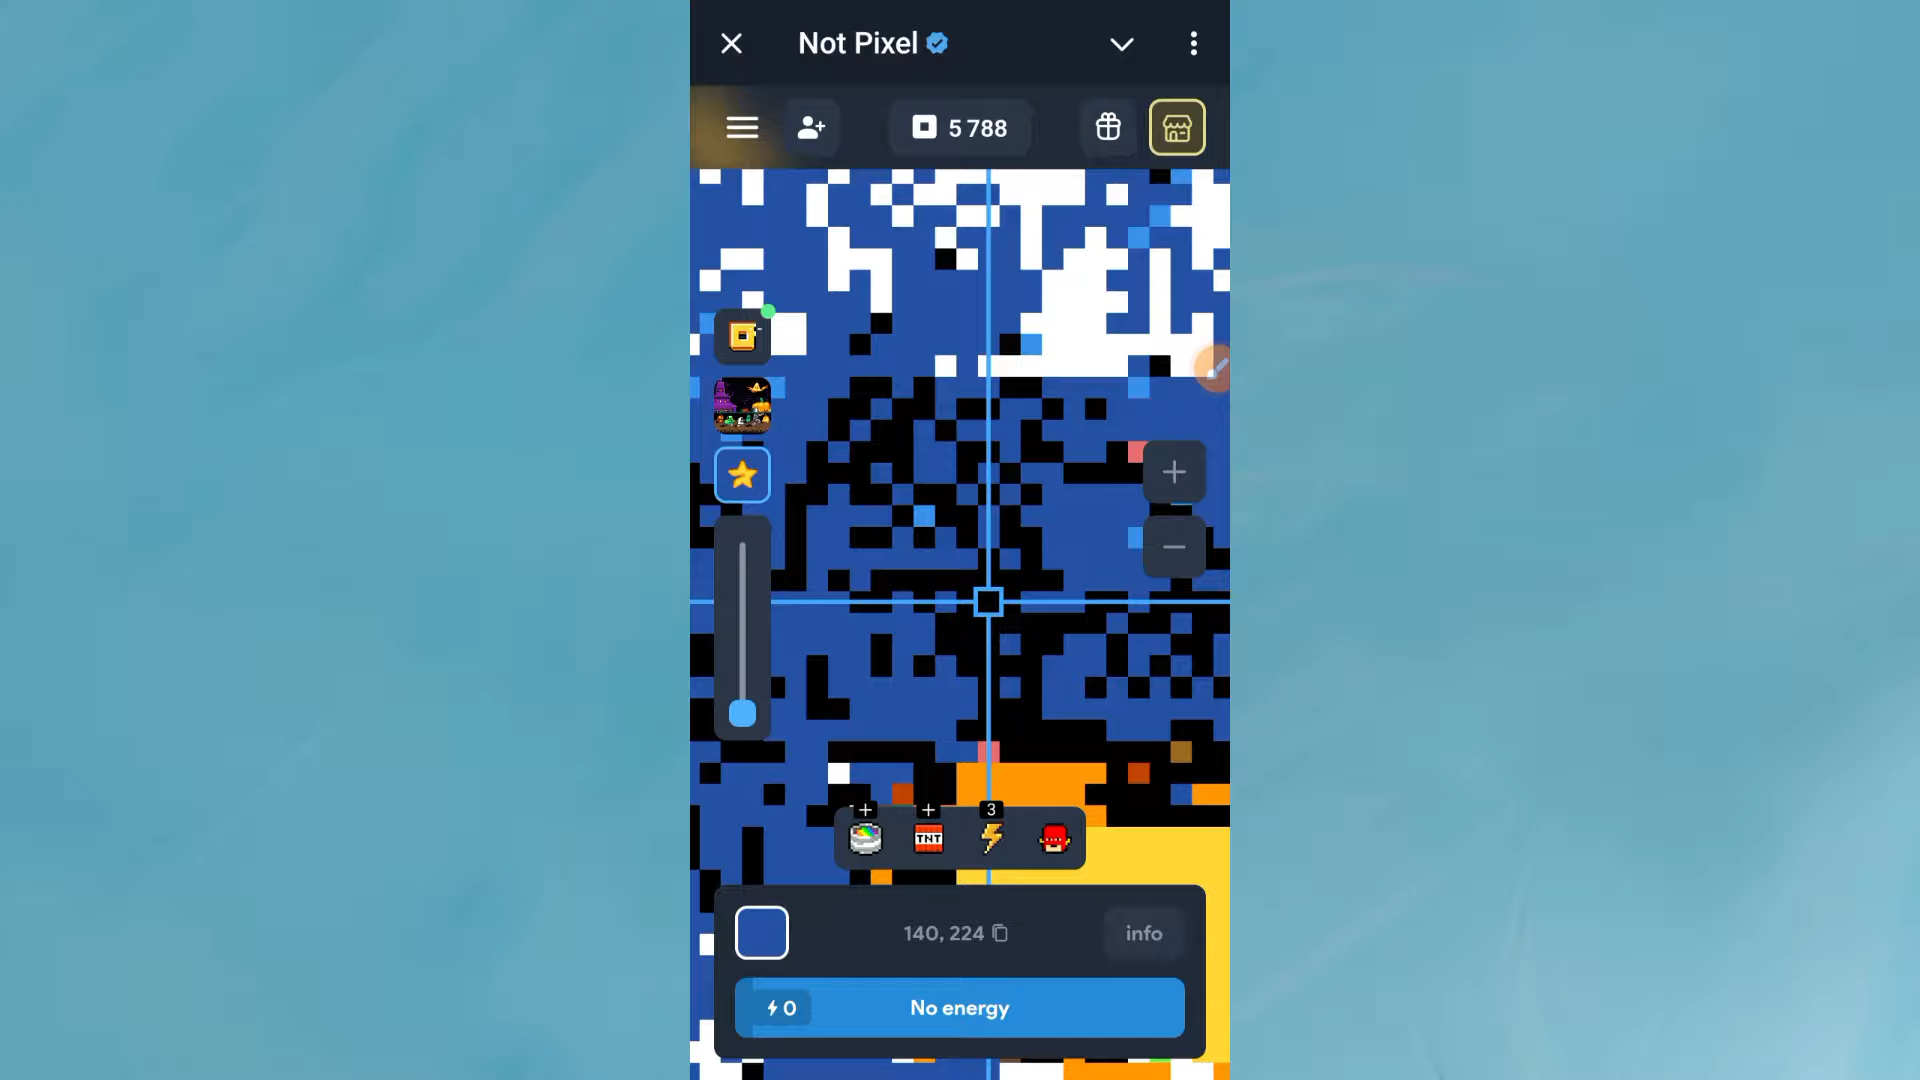 Not Pixel
5 788
+
−
+ + 3
TNT
140, 224 info
0 No energy